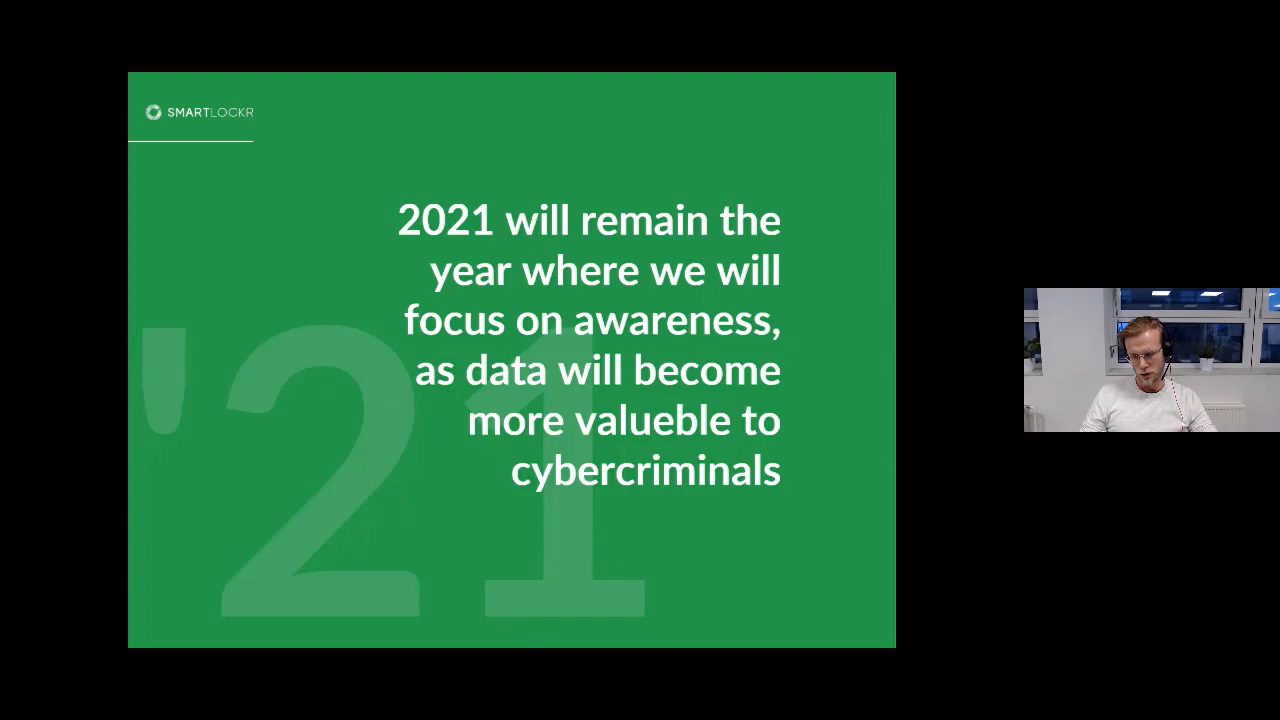 SMARTLOCKR
2021 will remain the
year where we will
focus on awareness,
as data will become
more valueble to
cybercriminals
'21